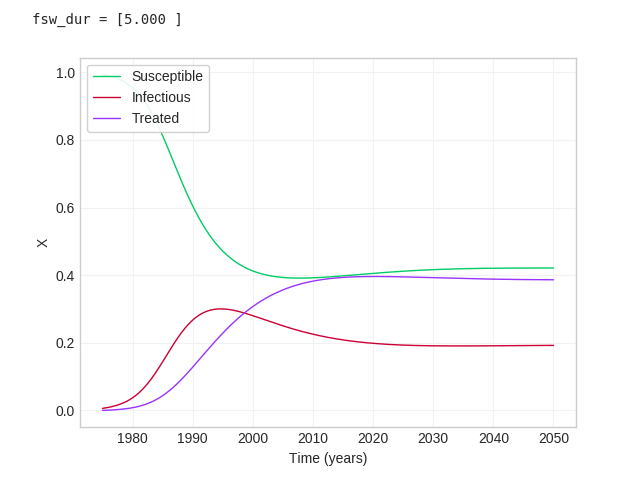 fsw_dur = [5.000 ]
1.0
Susceptible
Infectious
Treated
0.8
0.6
X
0.4
0.2
0.0
1980 1990 2000 2010 2020 2030 2040 2050
Time (years)